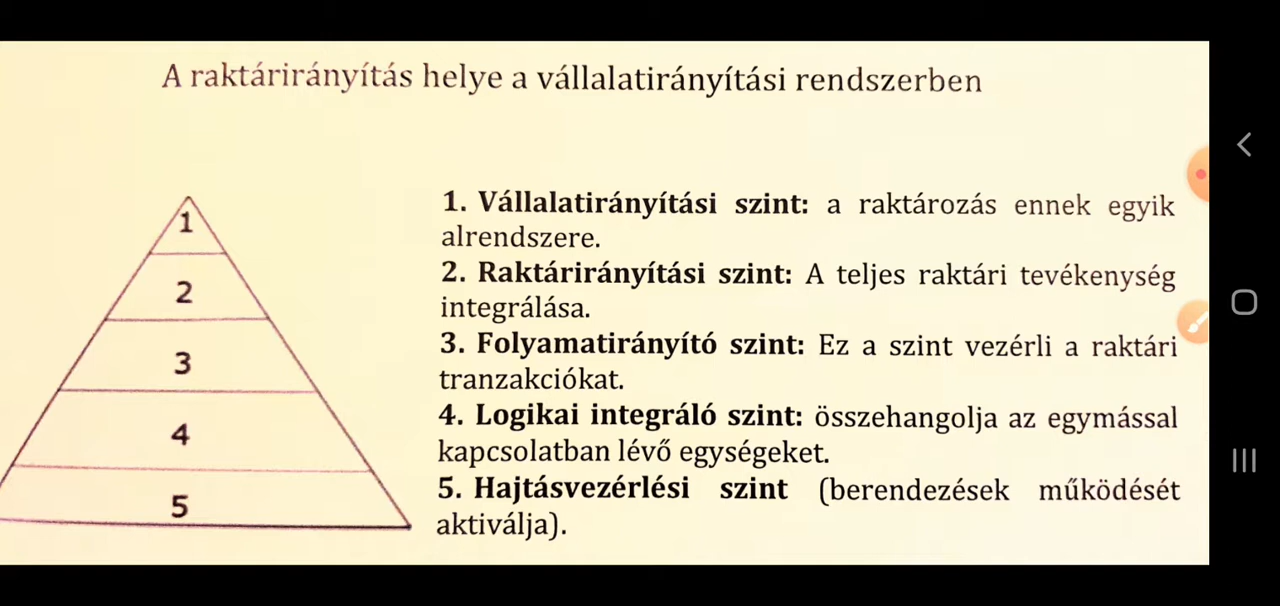 A raktárirányítás helye a vállalatirányítási rendszerben
1
2
3
4
5
1. Vállalatirányítási szint: a raktározás ennek egyik
alrendszere.
2. Raktárirányítási szint: A teljes raktári tevékenység
integrálása.
3. Folyamatirányító szint: Ez a szint vezérli a raktári
tranzakciókat.
4. Logikai integráló szint: összehangolja az egymással
kapcsolatban lévő egységeket.
5. Hajtásvezérlési szint (berendezések működését
aktiválja).